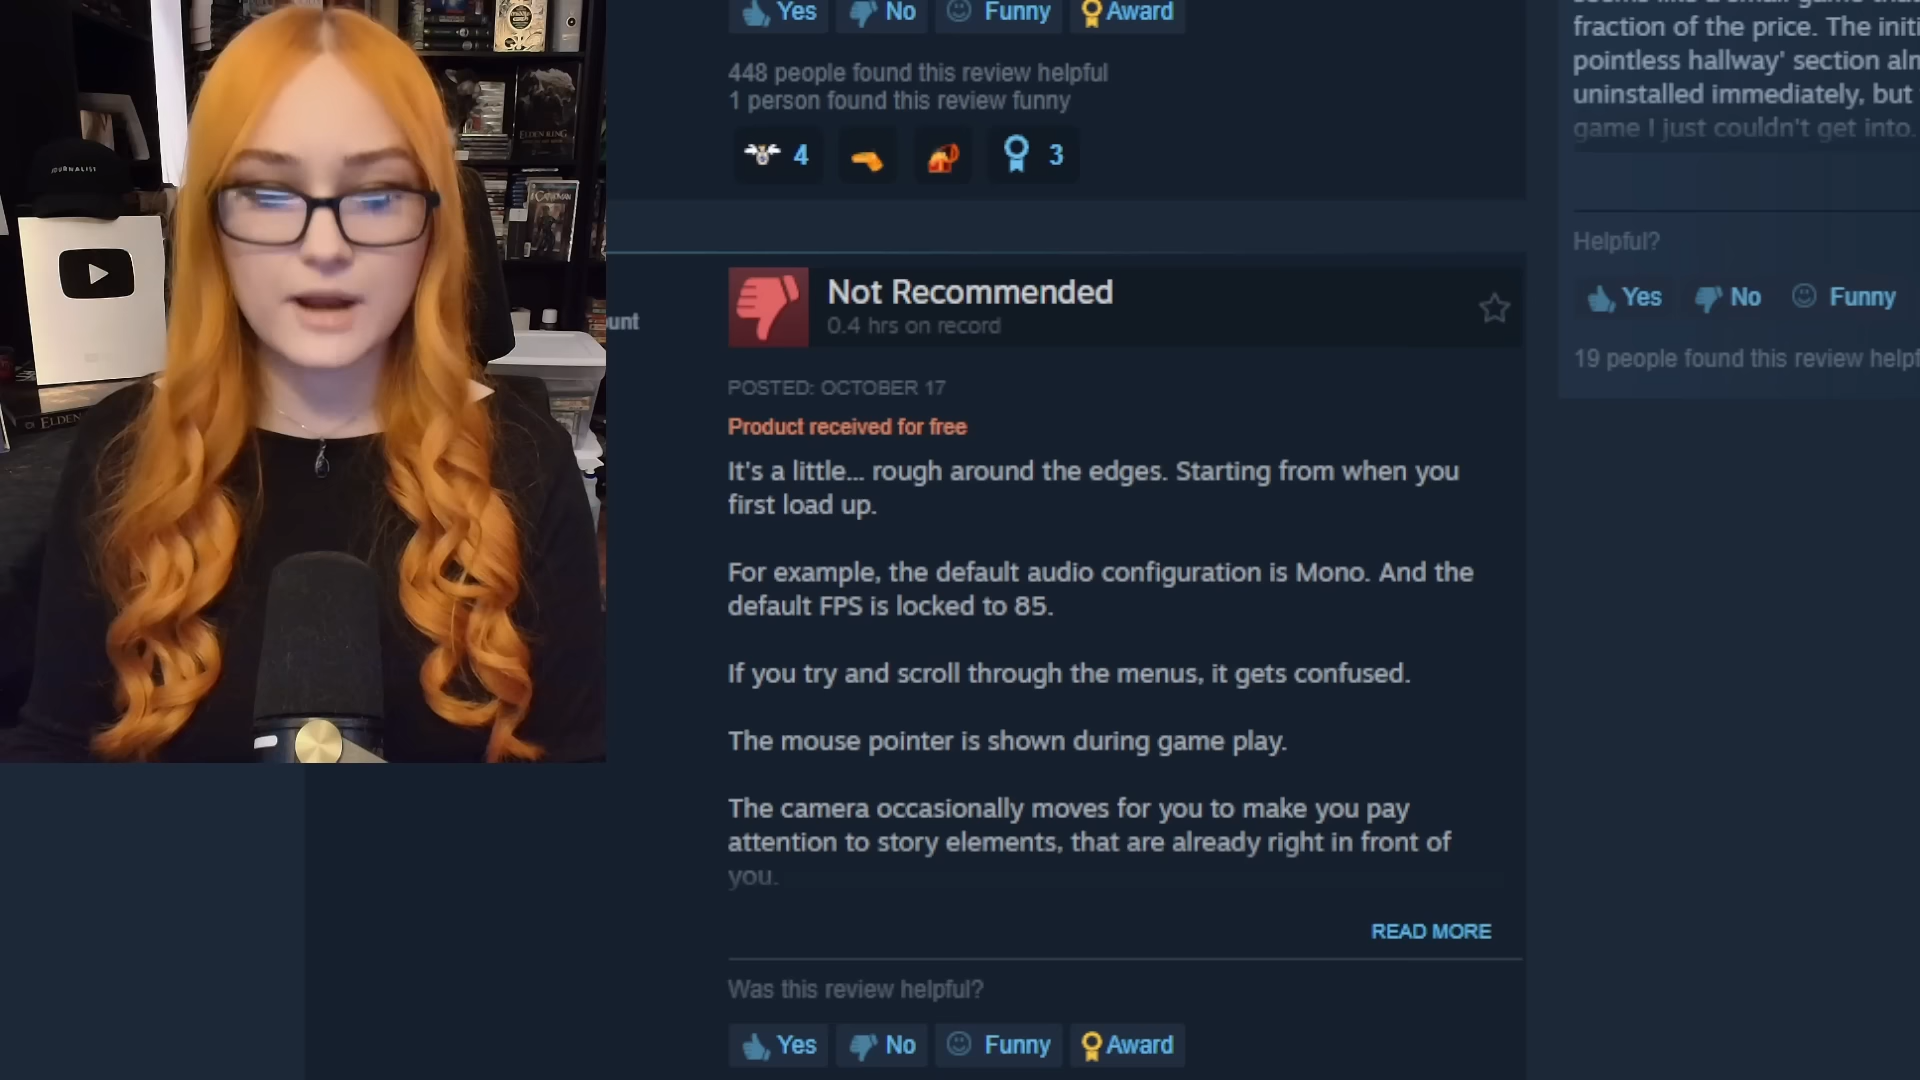 JOURNALIST
ELDEN RING
CATWOMAN
ELDEN
Yes
No
Funny
Award
448 people found this review helpful
1 person found this review funny
4
3
unt
Not Recommended
0.4 hrs on record
POSTED: OCTOBER 17
Product received for free
It's a little... rough around the edges. Starting from when you
first load up.
For example, the default audio configuration is Mono. And the
default FPS is locked to 85.
If you try and scroll through the menus, it gets confused.
The mouse pointer is shown during game play.
The camera occasionally moves for you to make you pay
attention to story elements, that are already right in front of
you.
READ MORE
Was this review helpful?
Yes
No
Funny
Award
fraction of the price. The initi
pointless hallway' section alm
uninstalled immediately, but
game I just couldn't get into.
Helpful?
Yes
No
Funny
19 people found this review helpf